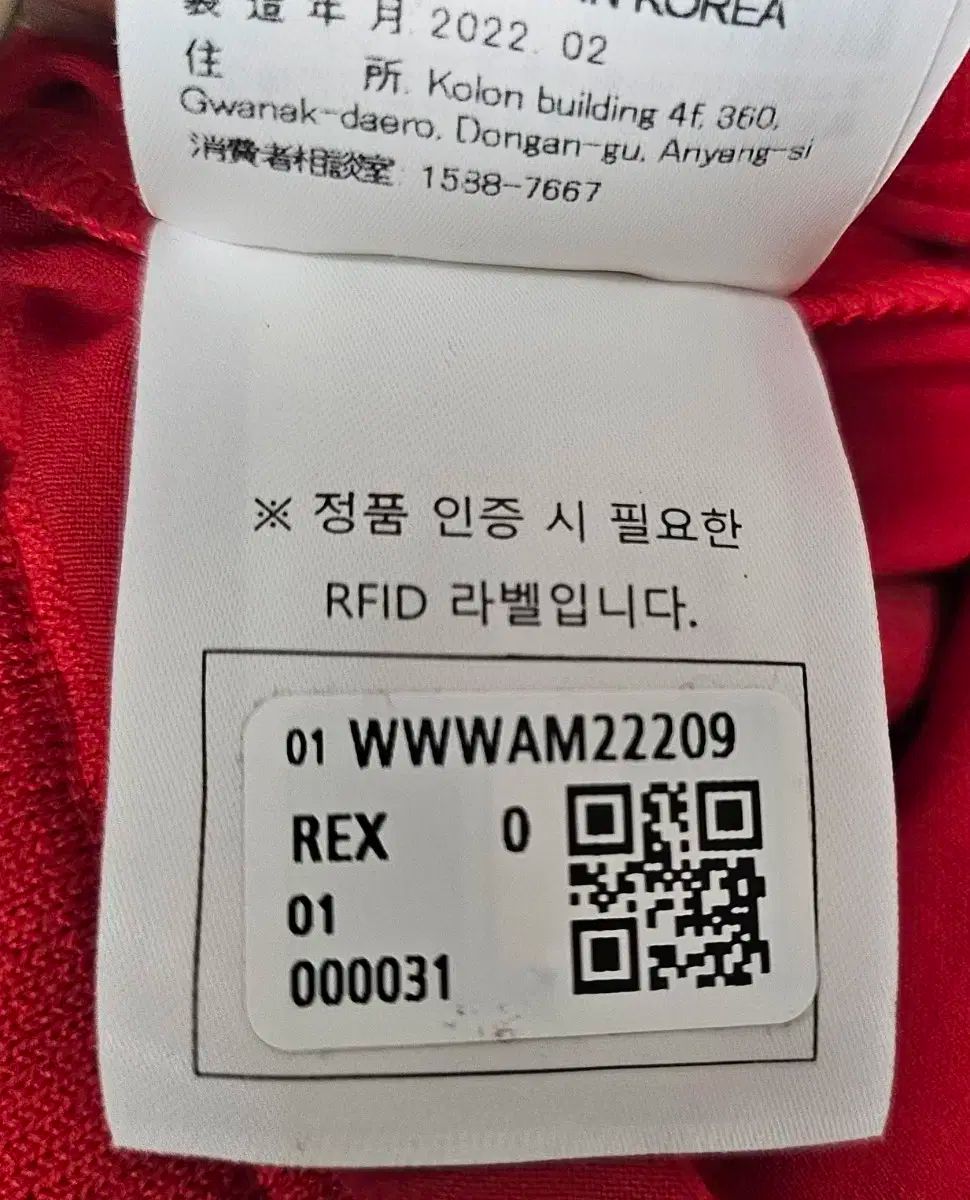 IN KOREA
製造年月. 2022. 02
住 所. Kolon building 4f, 360,
Gwanak-daero, Dongan-gu, Anyang-si
消費者相談室: 1588-7667
※ 정품 인증 시 필요한
RFID 라벨입니다.
01 WWWAM22209
REX 0
01
000031